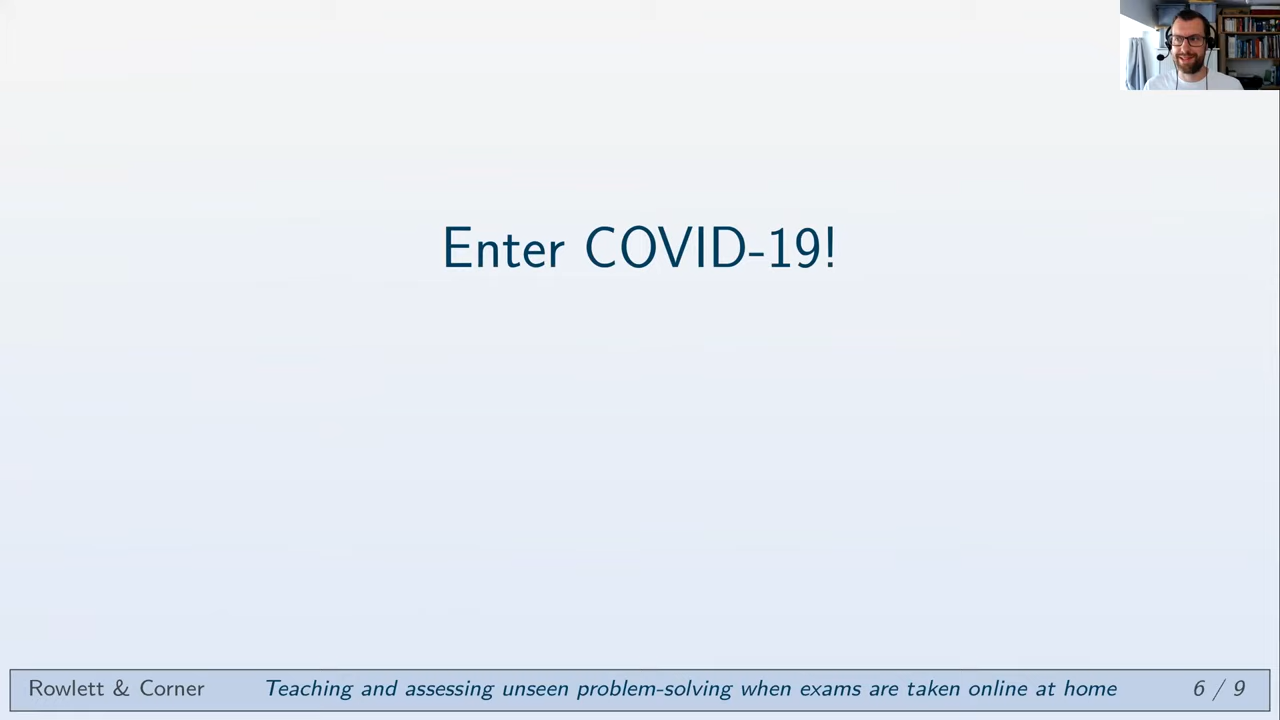 Enter COVID-19!
Rowlett & Corner Teaching and assessing unseen problem-solving when exams are taken online at home 6 / 9